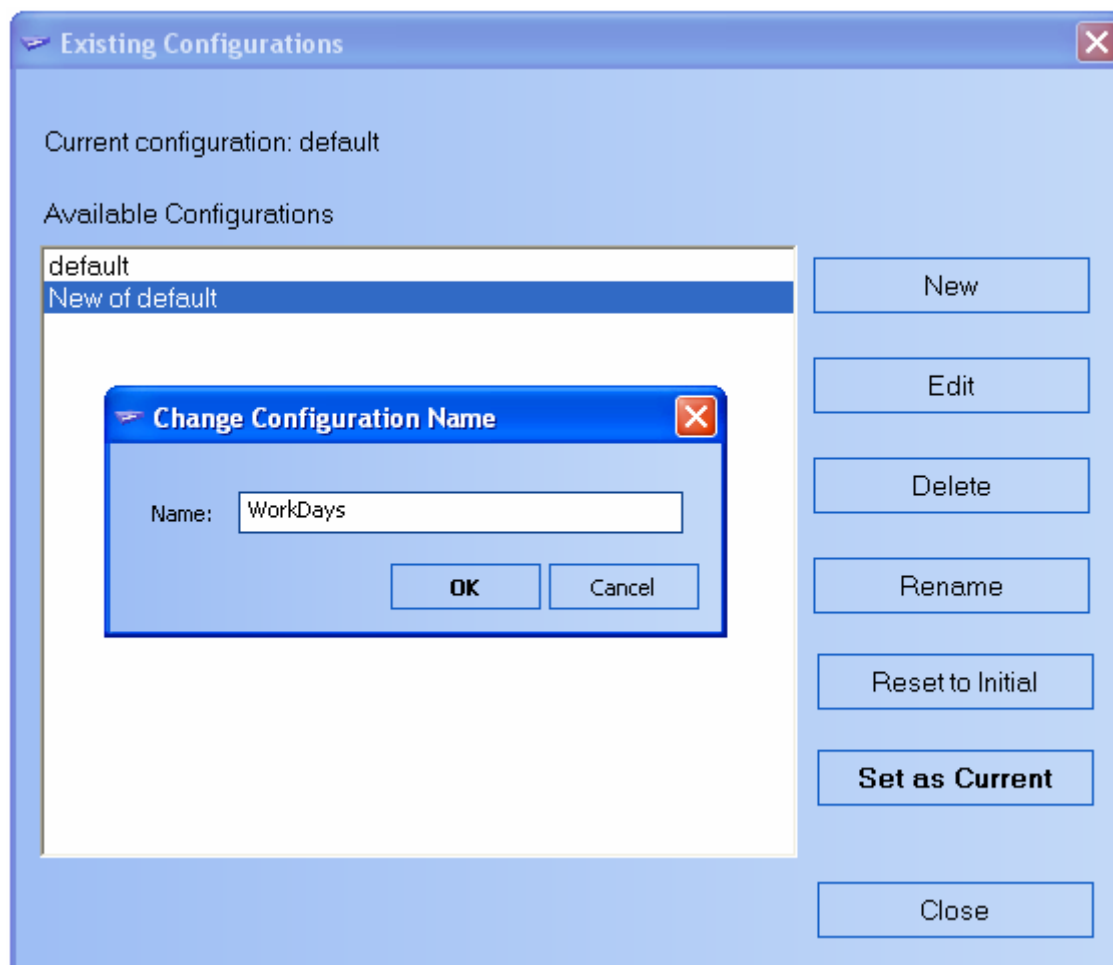 Existing Configurations
Current configuration: default
Available Configurations
default
New of default
New
Edit
Delete
Rename
Reset to Initial
Set as Current
Close
Change Configuration Name
Name: WorkDays
OK Cancel